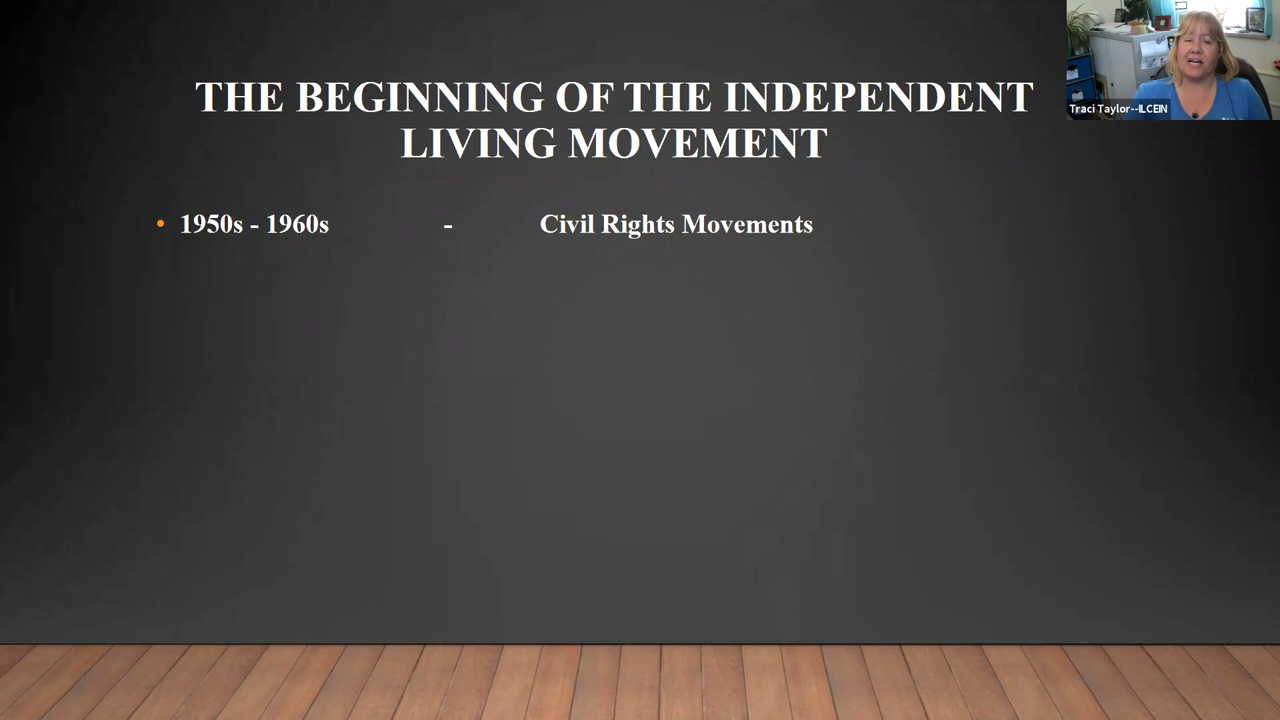 THE BEGINNING OF THE INDEPENDENT
LIVING MOVEMENT
• 1950s - 1960s - Civil Rights Movements
Traci Taylor--ILCEIN